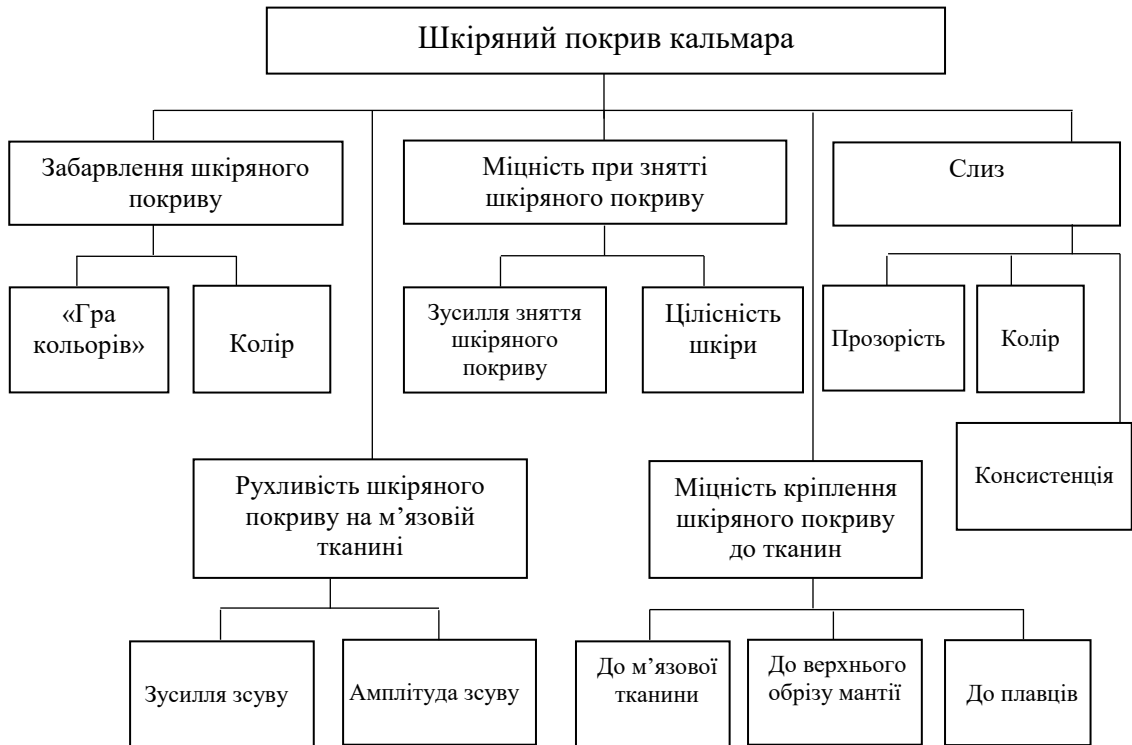 Шкіряний покрив кальмара
Забарвлення шкіряного
покриву
Міцність при знятті
шкіряного покриву
Слиз
«Гра
кольорів»
Колір
Зусилля зняття
шкіряного
покриву
Цілісність
шкіри
Прозорість
Колір
Консистенція
Рухливість шкіряного
покриву на м’язовій
тканині
Міцність кріплення
шкіряного покриву
до тканин
Зусилля зсуву
Амплітуда зсуву
До м’язової
тканини
До верхнього
обрізу мантії
До плавців